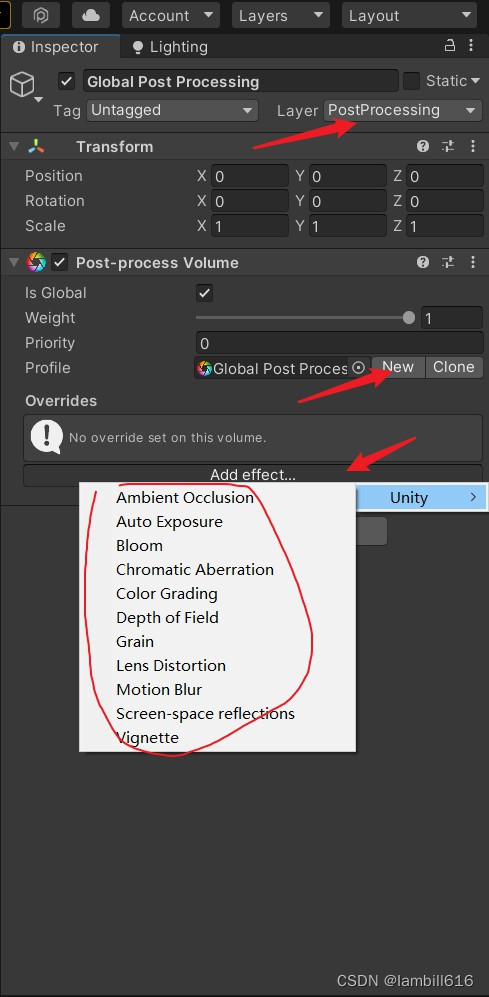 Account Layers Layout
Inspector Lighting
Global Post Processing Static
Tag Untagged Layer PostProcessing
Transform
Position X 0 Y 0 Z 0
Rotation X 0 Y 0 Z 0
Scale X 1 Y 1 Z 1
Post-process Volume
Is Global
Weight 1
Priority 0
Profile Global Post Proces New Clone
Overrides
No override set on this volume.
Add effect...
Unity
Ambient Occlusion
Auto Exposure
Bloom
Chromatic Aberration
Color Grading
Depth of Field
Grain
Lens Distortion
Motion Blur
Screen-space reflections
Vignette
CSDN @lambill616